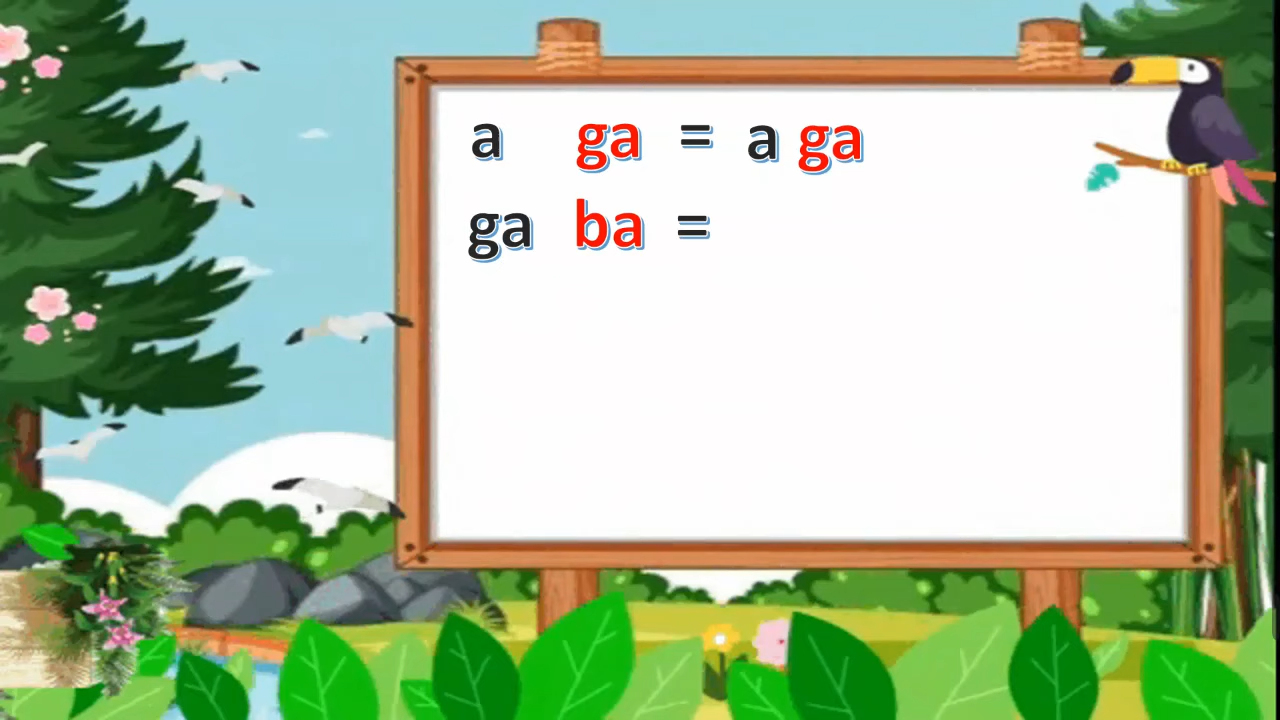 a ga = a ga
ga ba =